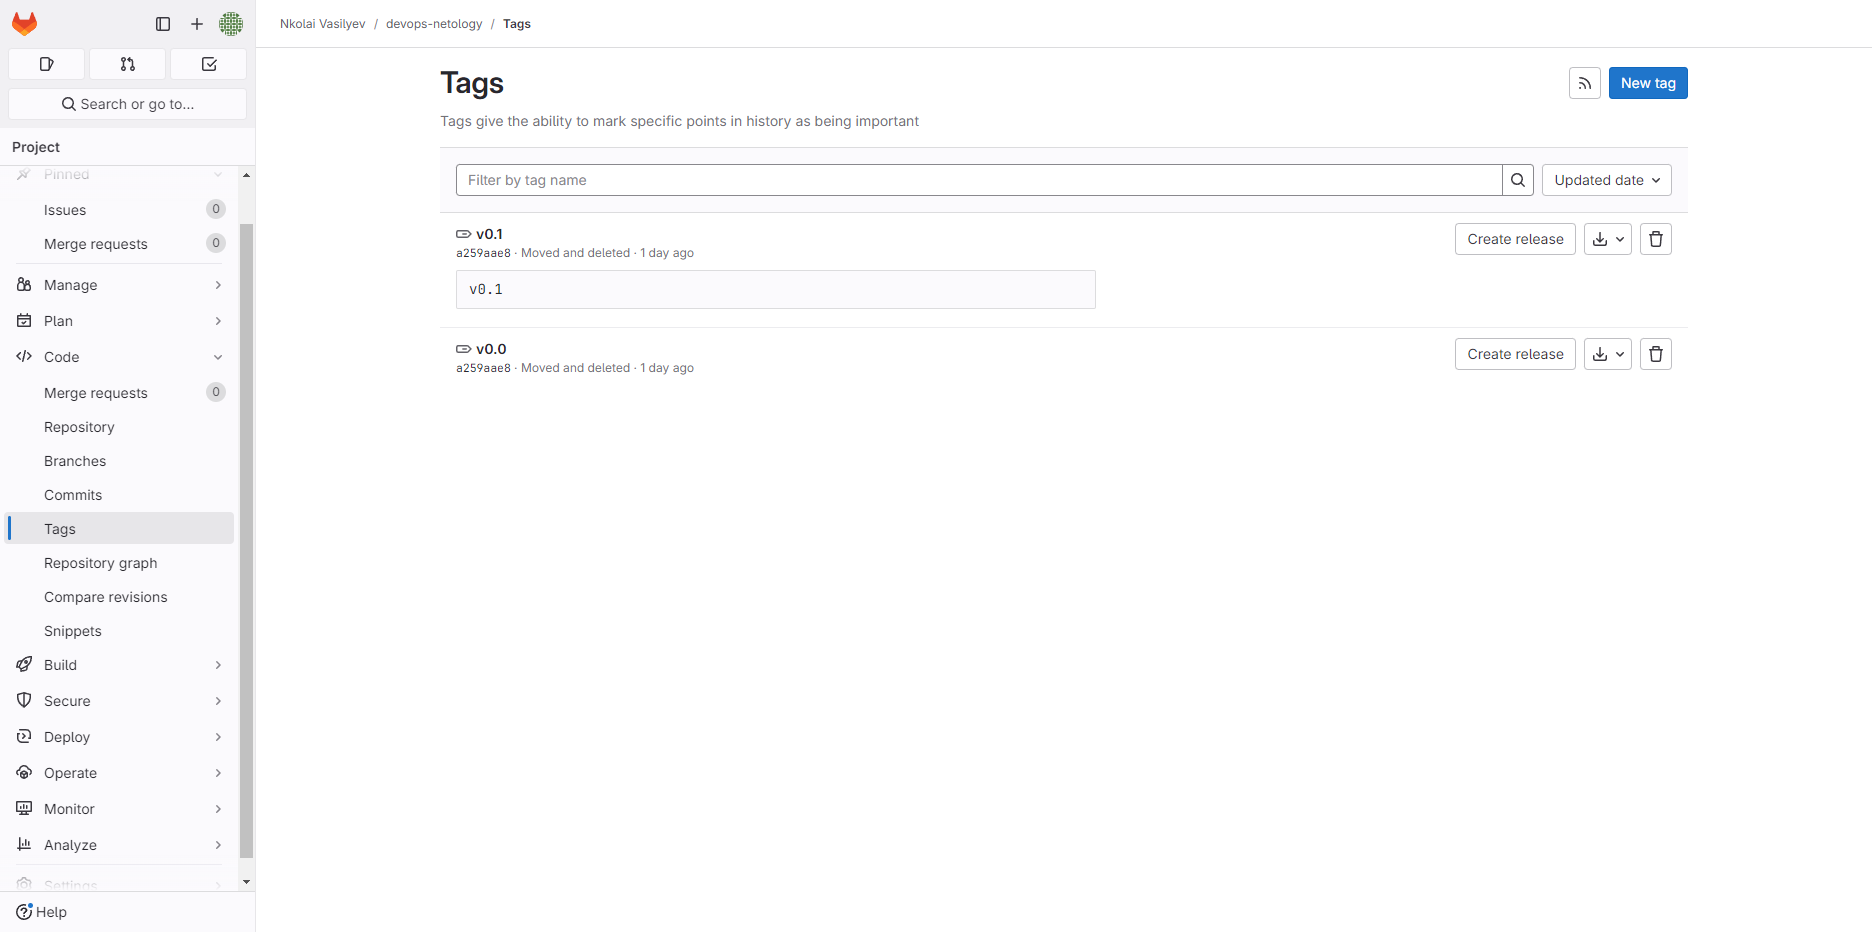 Nkolai Vasilyev / devops-netology / Tags
Search or go to...
Project
Pinned
Issues 0
Merge requests 0
Manage
Plan
Code
Merge requests 0
Repository
Branches
Commits
Tags
Repository graph
Compare revisions
Snippets
Build
Secure
Deploy
Operate
Monitor
Analyze
Settings
Help
Tags
New tag
Tags give the ability to mark specific points in history as being important
Filter by tag name
Updated date
v0.1
a259aae8 · Moved and deleted · 1 day ago
Create release
v0.1
v0.0
a259aae8 · Moved and deleted · 1 day ago
Create release